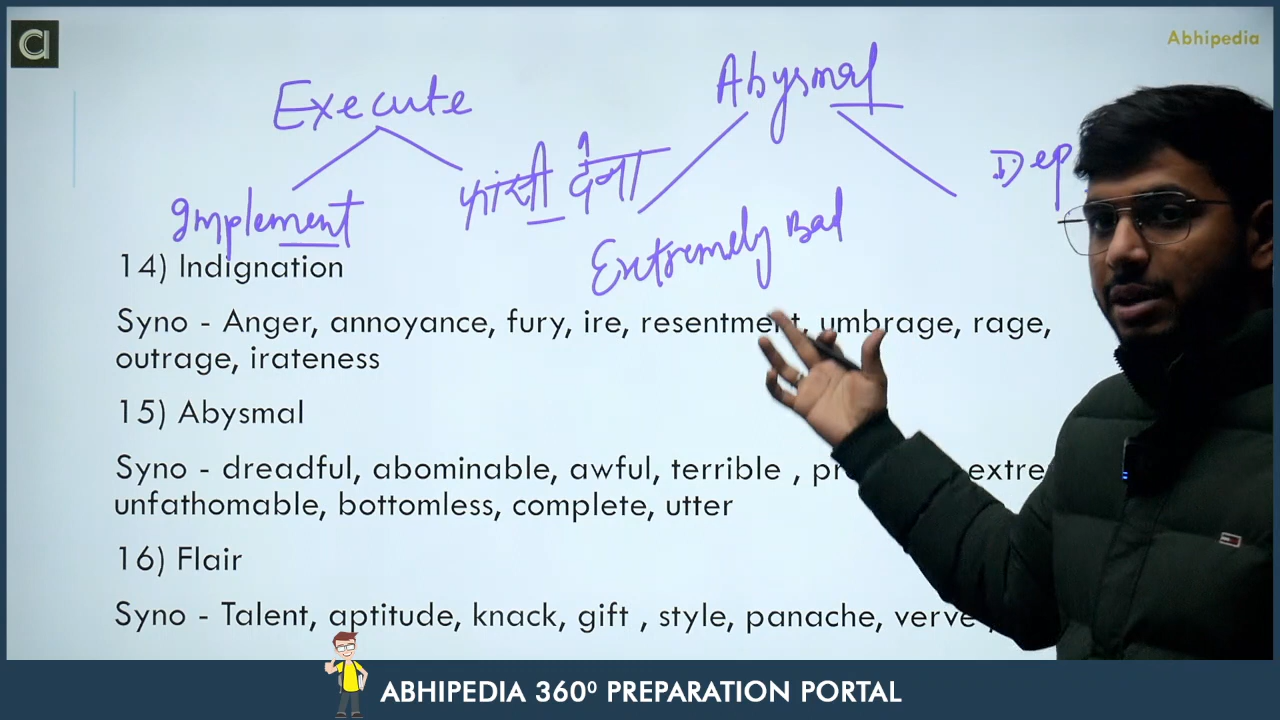 Abhipedia
Execute
Abysmal
Implement
फांसी देना
Dep
Extremely Bad
14) Indignation
Syno - Anger, annoyance, fury, ire, resentment, umbrage, rage,
outrage, irateness
15) Abysmal
Syno - dreadful, abominable, awful, terrible , extre
unfathomable, bottomless, complete, utter
16) Flair
Syno - Talent, aptitude, knack, gift , style, panache, verve ,
ABHIPEDIA 360⁰ PREPARATION PORTAL